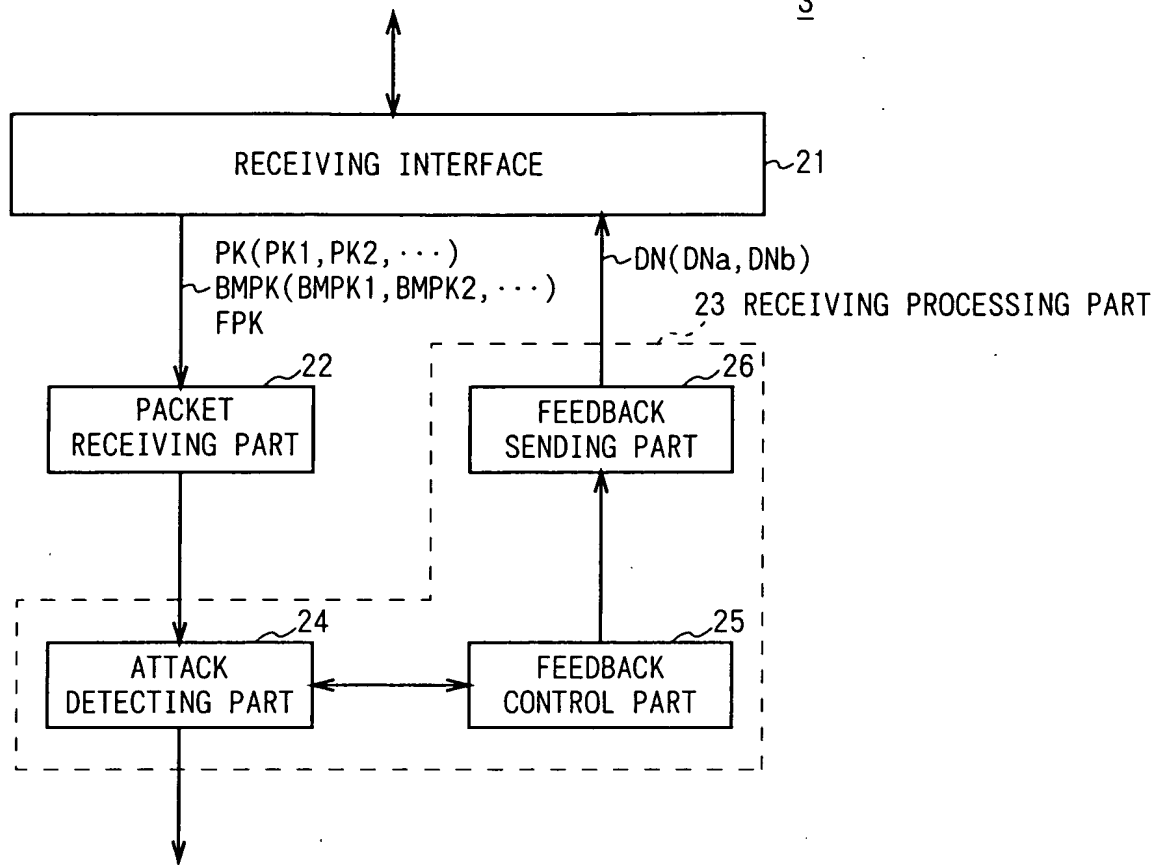 3
RECEIVING INTERFACE
21
PK(PK1,PK2,···)
BMPK(BMPK1,BMPK2,···)
FPK
DN(DNa,DNb)
23 RECEIVING PROCESSING PART
22
PACKET
RECEIVING PART
26
FEEDBACK
SENDING PART
24
ATTACK
DETECTING PART
25
FEEDBACK
CONTROL PART